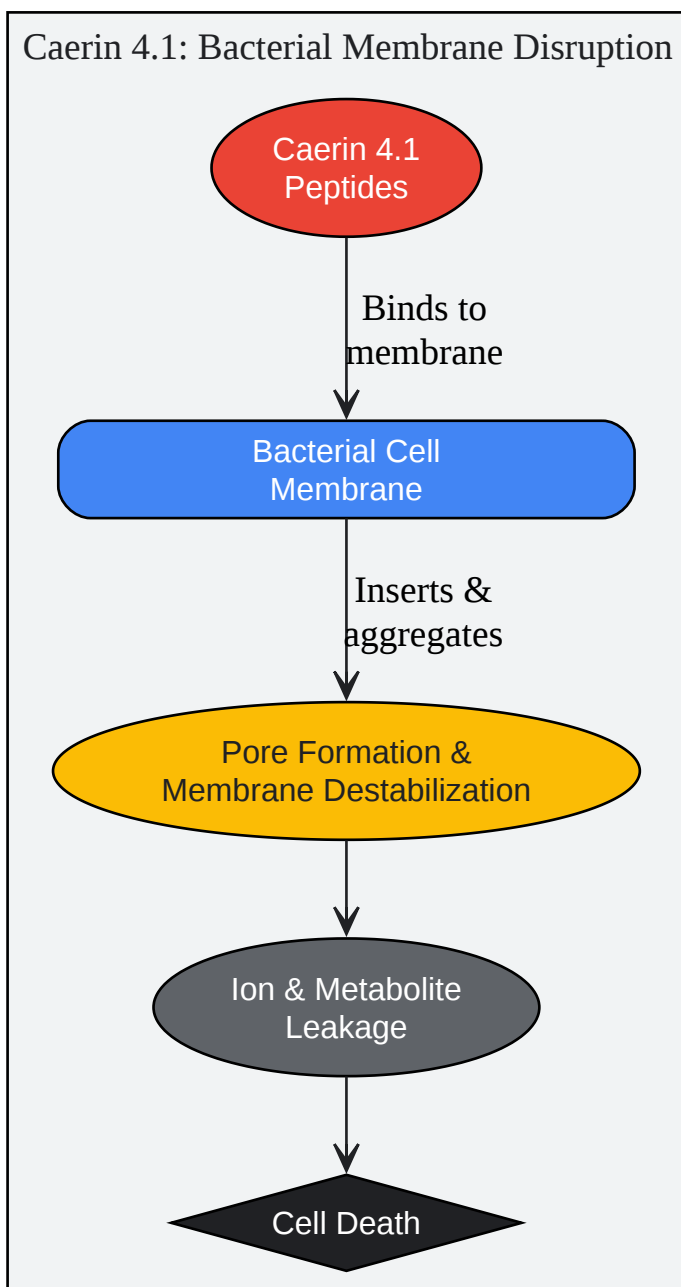 Caerin 4.1: Bacterial Membrane Disruption
Caerin 4.1
Peptides
Binds to
membrane
Bacterial Cell
Membrane
Inserts &
aggregates
Pore Formation &
Membrane Destabilization
Ion & Metabolite
Leakage
Cell Death